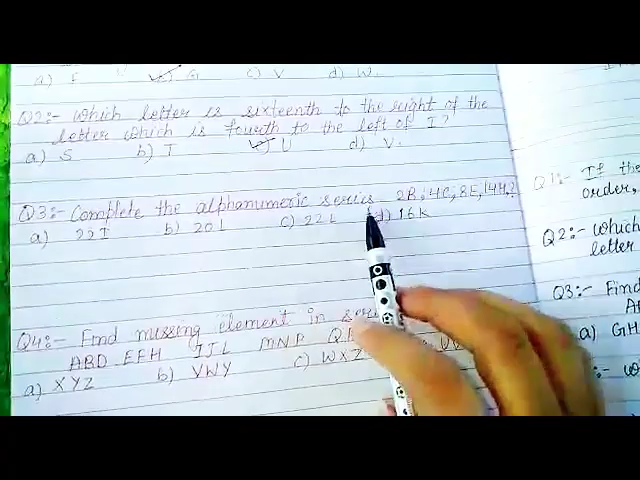 c) V d) W.
Q2:- Which letter is sixteenth to the right of the
letter which is fourth to the left of I?
a) S b) T c) U d) V.
Q3:- Complete the alphanumeric series 2B, 4C, 8E, 14H,?
a) 22I b) 20L c) 22L d) 16K
Q4:- Find missing element in
ABD EFH IJL MNP
a) XYZ b) VWY c) WXZ
Q1:- If the
order,
Q2:- which
letter
Q3:- Find
a) GH